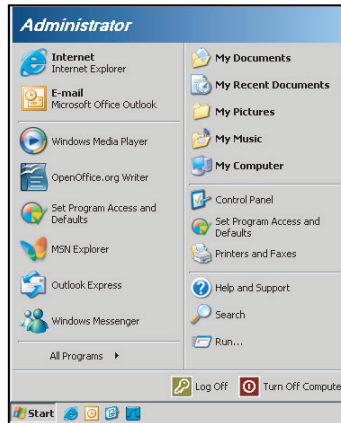 Administrator
Internet
Internet Explorer
E-mail
Microsoft Office Outlook
Windows Media Player
OpenOffice.org Writer
Set Program Access and
Defaults
MSN Explorer
Outlook Express
Windows Messenger
All Programs
My Documents
My Recent Documents
My Pictures
My Music
My Computer
Control Panel
Set Program Access and
Defaults
Printers and Faxes
Help and Support
Search
Run...
Log Off
Turn Off Compute
Start